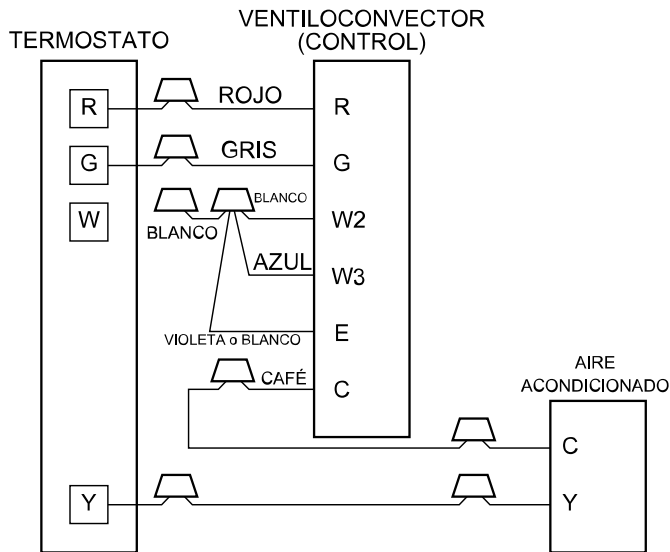 VENTILOCONVECTOR
(CONTROL)
TERMOSTATO
R
ROJO
R
G
GRIS
G
W
BLANCO
BLANCO
W2
AZUL
W3
VIOLETA o BLANCO
E
CAFÉ
C
AIRE
ACONDICIONADO
C
Y
Y